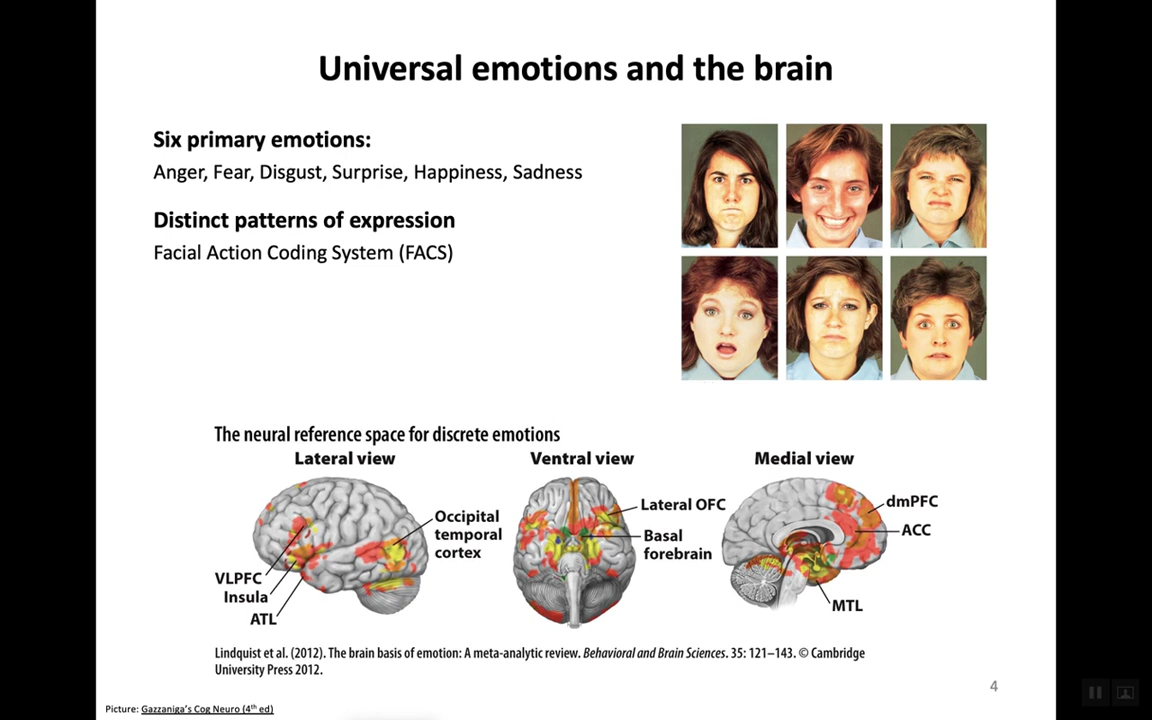 Universal emotions and the brain
Six primary emotions:
Anger, Fear, Disgust, Surprise, Happiness, Sadness
Distinct patterns of expression
Facial Action Coding System (FACS)
The neural reference space for discrete emotions
Lateral view
Ventral view
Medial view
Occipital
temporal
cortex
VLPFC
Insula
ATL
Lateral OFC
Basal
forebrain
dmPFC
ACC
MTL
Lindquist et al. (2012). The brain basis of emotion: A meta-analytic review. Behavioral and Brain Sciences. 35: 121–143. © Cambridge
University Press 2012.
4
Picture: Gazzaniga's Cog Neuro (4th ed)